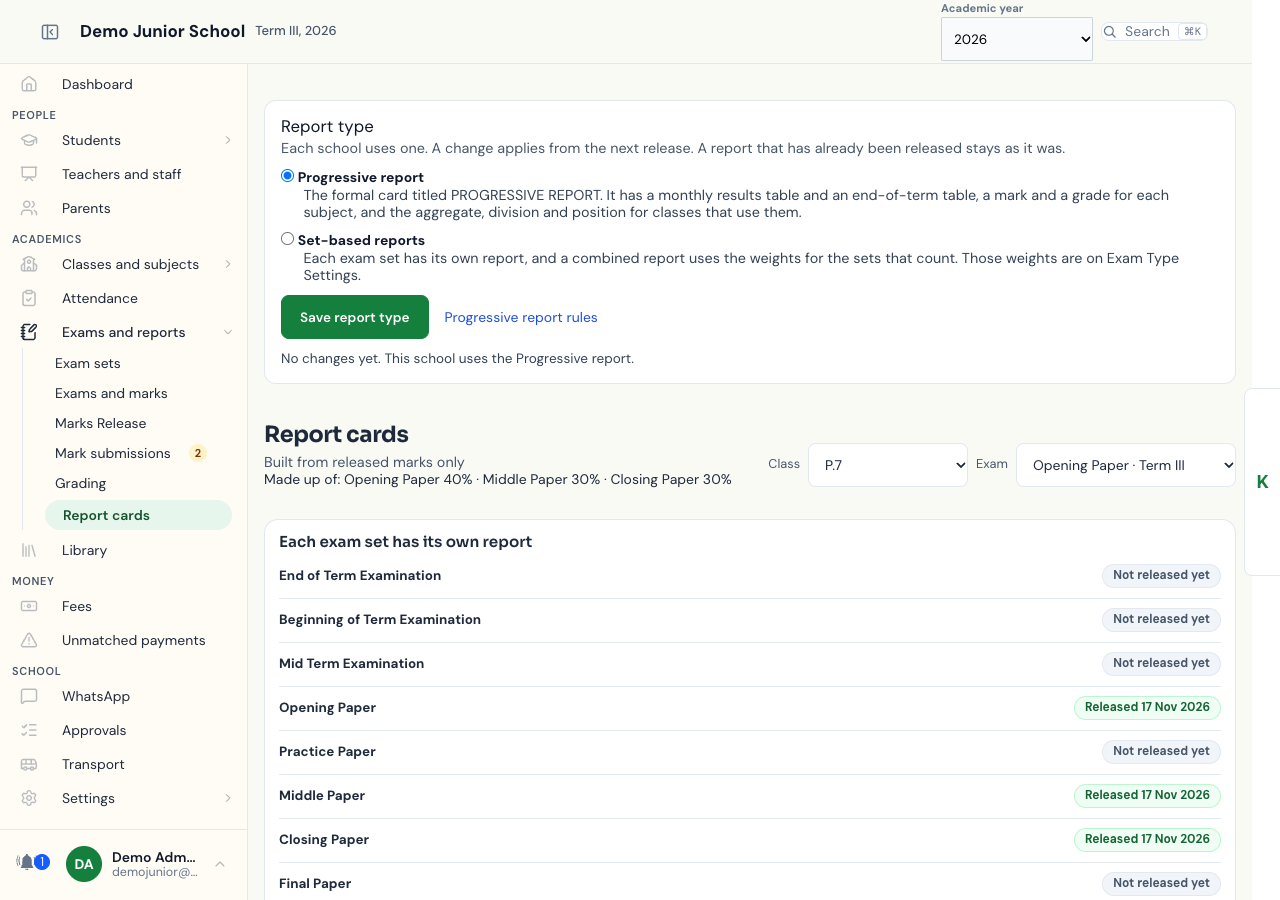 Demo Junior School
Term III, 2026
Academic year
2026
Search
⌘K
Dashboard
PEOPLE
Students
Teachers and staff
Parents
ACADEMICS
Classes and subjects
Attendance
Exams and reports
Exam sets
Exams and marks
Marks Release
Mark submissions 2
Grading
Report cards
Library
MONEY
Fees
Unmatched payments
SCHOOL
WhatsApp
Approvals
Transport
Settings
1
DA
Demo Adm...
demojunior@...
Report type
Each school uses one. A change applies from the next release. A report that has already been released stays as it was.
Progressive report
The formal card titled PROGRESSIVE REPORT. It has a monthly results table and an end-of-term table, a mark and a grade for each
subject, and the aggregate, division and position for classes that use them.
Set-based reports
Each exam set has its own report, and a combined report uses the weights for the sets that count. Those weights are on Exam Type
Settings.
Save report type
Progressive report rules
No changes yet. This school uses the Progressive report.
Report cards
Built from released marks only
Made up of: Opening Paper 40% · Middle Paper 30% · Closing Paper 30%
Class
P.7
Exam
Opening Paper · Term III
K
Each exam set has its own report
End of Term Examination
Not released yet
Beginning of Term Examination
Not released yet
Mid Term Examination
Not released yet
Opening Paper
Released 17 Nov 2026
Practice Paper
Not released yet
Middle Paper
Released 17 Nov 2026
Closing Paper
Released 17 Nov 2026
Final Paper
Not released yet